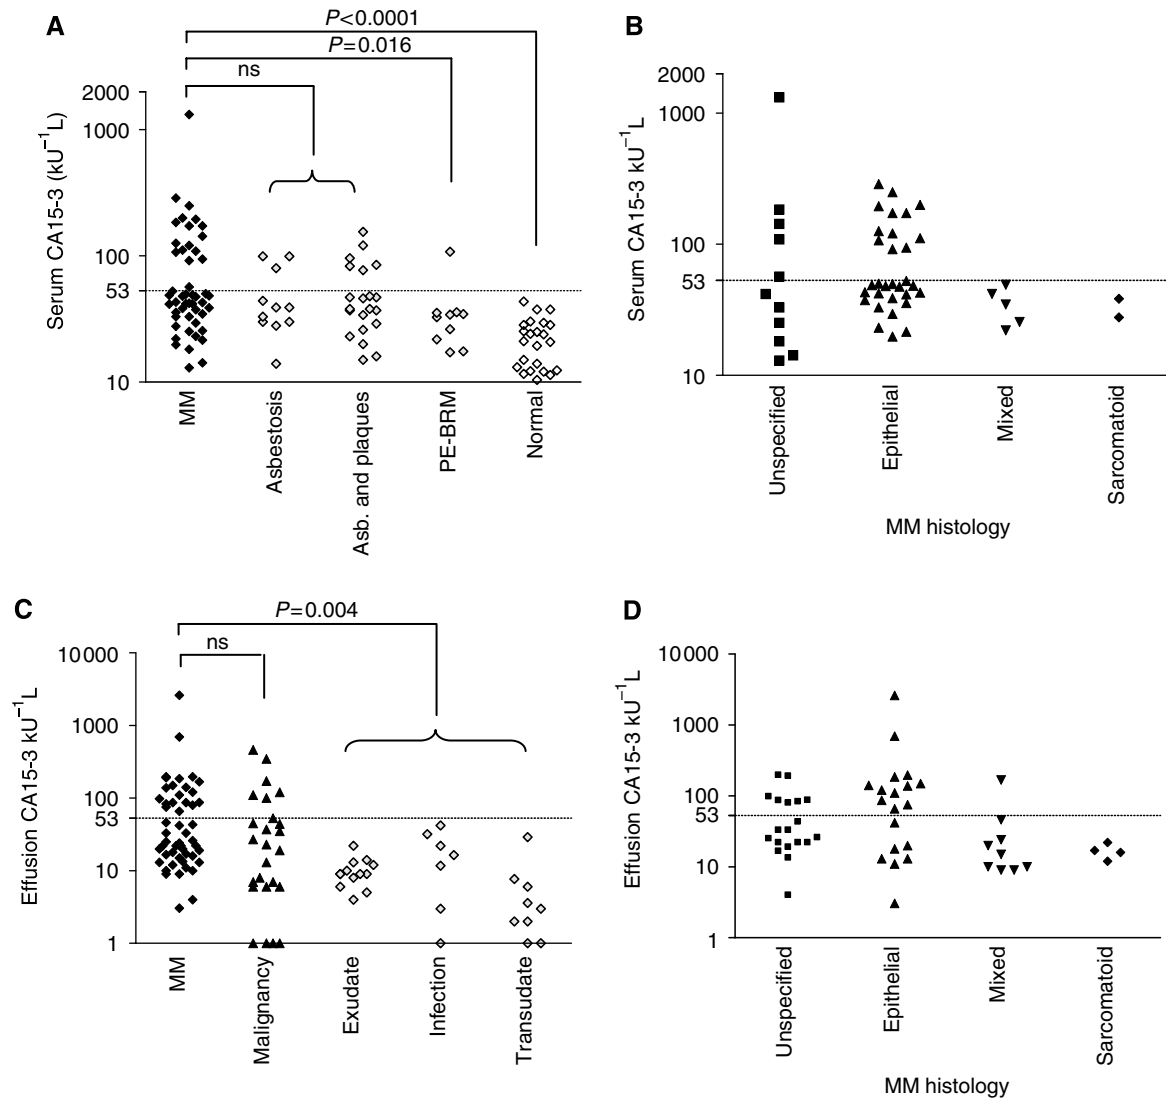 A
P<0.0001
P=0.016
ns
2000
1000
100
53
10
Serum CA15-3 (kU⁻¹L)
MM
Asbestosis
Asb. and plaques
PE-BRM
Normal
B
2000
1000
100
53
10
Serum CA15-3 kU⁻¹L
Unspecified
Epithelial
Mixed
Sarcomatoid
MM histology
C
P=0.004
ns
10000
1000
100
53
10
1
Effusion CA15-3 kU⁻¹L
MM
Malignancy
Exudate
Infection
Transudate
D
10000
1000
100
53
10
1
Effusion CA15-3 kU⁻¹L
Unspecified
Epithelial
Mixed
Sarcomatoid
MM histology